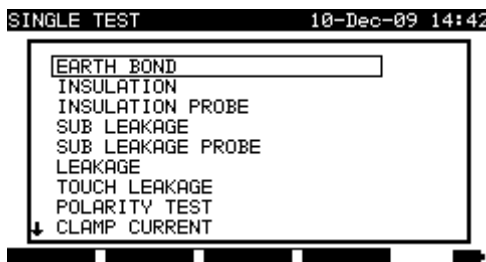 SINGLE TEST 10-Dec-09 14:42
EARTH BOND
INSULATION
INSULATION PROBE
SUB LEAKAGE
SUB LEAKAGE PROBE
LEAKAGE
TOUCH LEAKAGE
POLARITY TEST
↓ CLAMP CURRENT